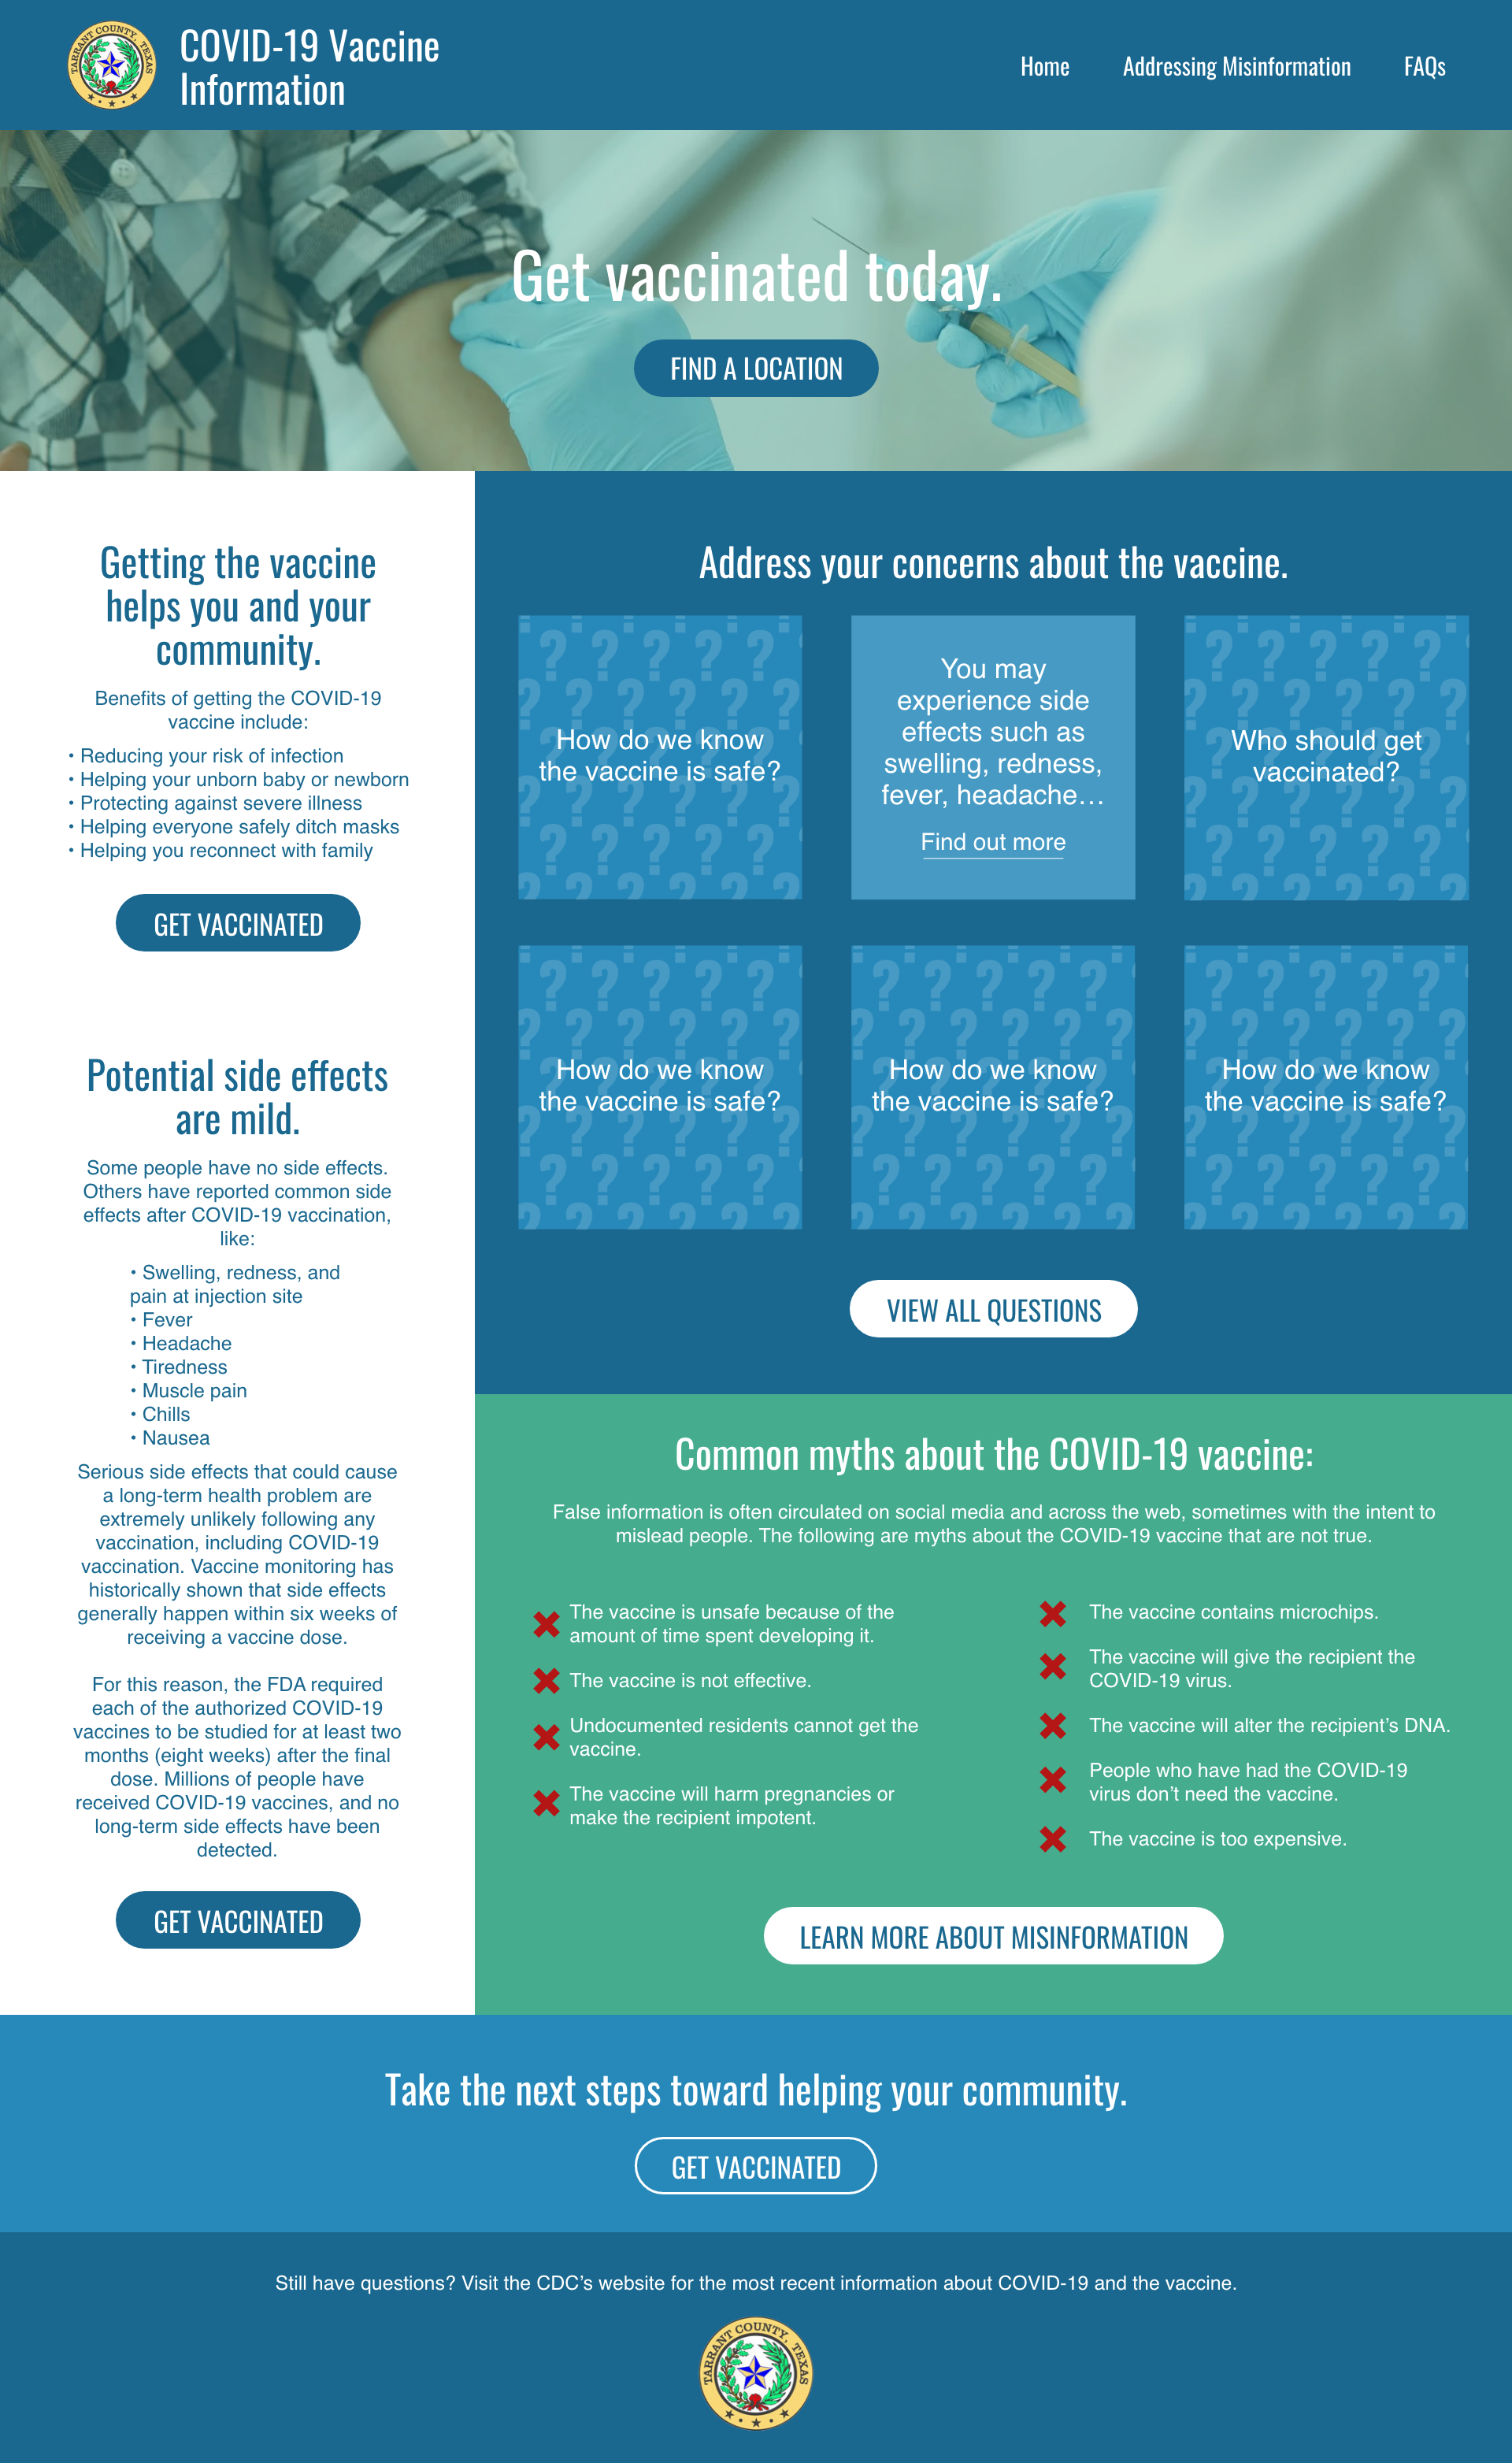 TARRANT COUNTY, TEXAS
COVID-19 Vaccine
Information
Home
Addressing Misinformation
FAQs
Get vaccinated today.
FIND A LOCATION
Getting the vaccine
helps you and your
community.
Benefits of getting the COVID-19
vaccine include:
• Reducing your risk of infection
• Helping your unborn baby or newborn
• Protecting against severe illness
• Helping everyone safely ditch masks
• Helping you reconnect with family
GET VACCINATED
Potential side effects
are mild.
Some people have no side effects.
Others have reported common side
effects after COVID-19 vaccination,
like:
• Swelling, redness, and
pain at injection site
• Fever
• Headache
• Tiredness
• Muscle pain
• Chills
• Nausea
Serious side effects that could cause
a long-term health problem are
extremely unlikely following any
vaccination, including COVID-19
vaccination. Vaccine monitoring has
historically shown that side effects
generally happen within six weeks of
receiving a vaccine dose.
For this reason, the FDA required
each of the authorized COVID-19
vaccines to be studied for at least two
months (eight weeks) after the final
dose. Millions of people have
received COVID-19 vaccines, and no
long-term side effects have been
detected.
GET VACCINATED
Address your concerns about the vaccine.
How do we know
the vaccine is safe?
You may
experience side
effects such as
swelling, redness,
fever, headache…
Find out more
Who should get
vaccinated?
How do we know
the vaccine is safe?
How do we know
the vaccine is safe?
How do we know
the vaccine is safe?
VIEW ALL QUESTIONS
Common myths about the COVID-19 vaccine:
False information is often circulated on social media and across the web, sometimes with the intent to
mislead people. The following are myths about the COVID-19 vaccine that are not true.
The vaccine is unsafe because of the
amount of time spent developing it.
The vaccine is not effective.
Undocumented residents cannot get the
vaccine.
The vaccine will harm pregnancies or
make the recipient impotent.
The vaccine contains microchips.
The vaccine will give the recipient the
COVID-19 virus.
The vaccine will alter the recipient’s DNA.
People who have had the COVID-19
virus don’t need the vaccine.
The vaccine is too expensive.
LEARN MORE ABOUT MISINFORMATION
Take the next steps toward helping your community.
GET VACCINATED
Still have questions? Visit the CDC’s website for the most recent information about COVID-19 and the vaccine.
TARRANT COUNTY, TEXAS